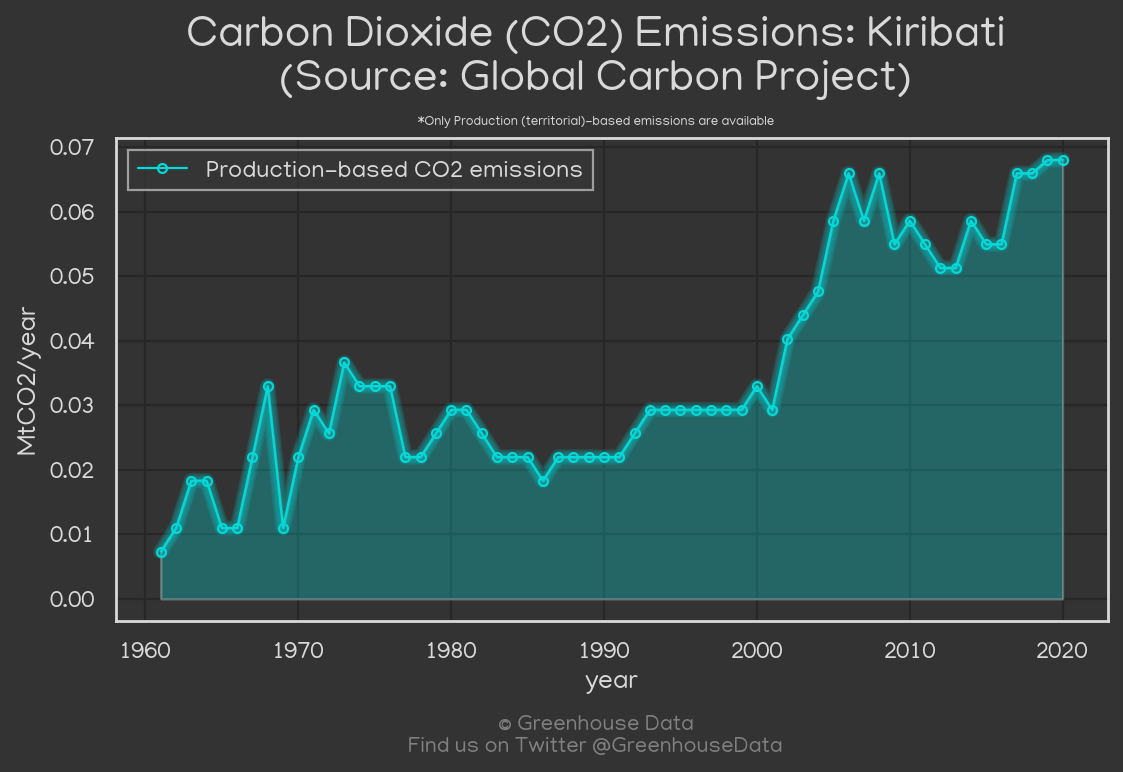 Carbon Dioxide (CO2) Emissions: Kiribati
(Source: Global Carbon Project)
*Only Production (territorial)-based emissions are available
Production-based CO2 emissions
0.07
0.06
0.05
0.04
0.03
0.02
0.01
0.00
MtCO2/year
1960 1970 1980 1990 2000 2010 2020
year
© Greenhouse Data
Find us on Twitter @GreenhouseData